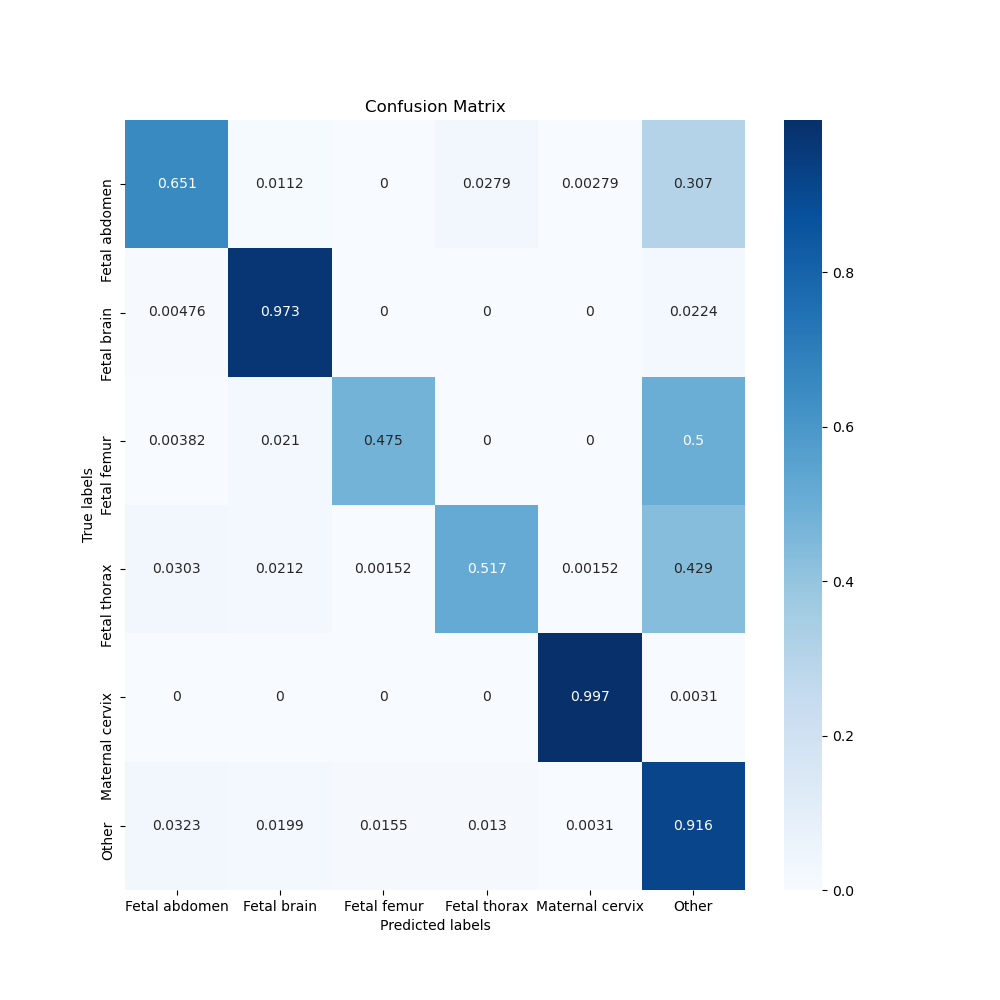 Confusion Matrix
True labels
Fetal abdomen 0.651 0.0112 0 0.0279 0.00279 0.307
Fetal brain 0.00476 0.973 0 0 0 0.0224
Fetal femur 0.00382 0.021 0.475 0 0 0.5
Fetal thorax 0.0303 0.0212 0.00152 0.517 0.00152 0.429
Maternal cervix 0 0 0 0 0.997 0.0031
Other 0.0323 0.0199 0.0155 0.013 0.0031 0.916
Fetal abdomen Fetal brain Fetal femur Fetal thorax Maternal cervix Other
Predicted labels
0.8
0.6
0.4
0.2
0.0